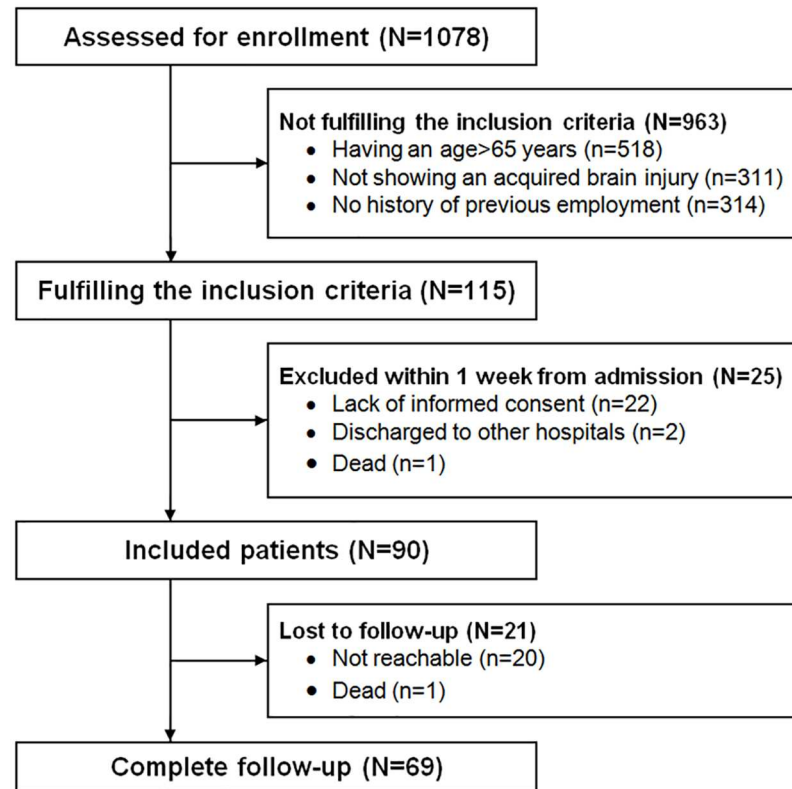 Assessed for enrollment (N=1078)
Not fulfilling the inclusion criteria (N=963)
• Having an age>65 years (n=518)
• Not showing an acquired brain injury (n=311)
• No history of previous employment (n=314)
Fulfilling the inclusion criteria (N=115)
Excluded within 1 week from admission (N=25)
• Lack of informed consent (n=22)
• Discharged to other hospitals (n=2)
• Dead (n=1)
Included patients (N=90)
Lost to follow-up (N=21)
• Not reachable (n=20)
• Dead (n=1)
Complete follow-up (N=69)